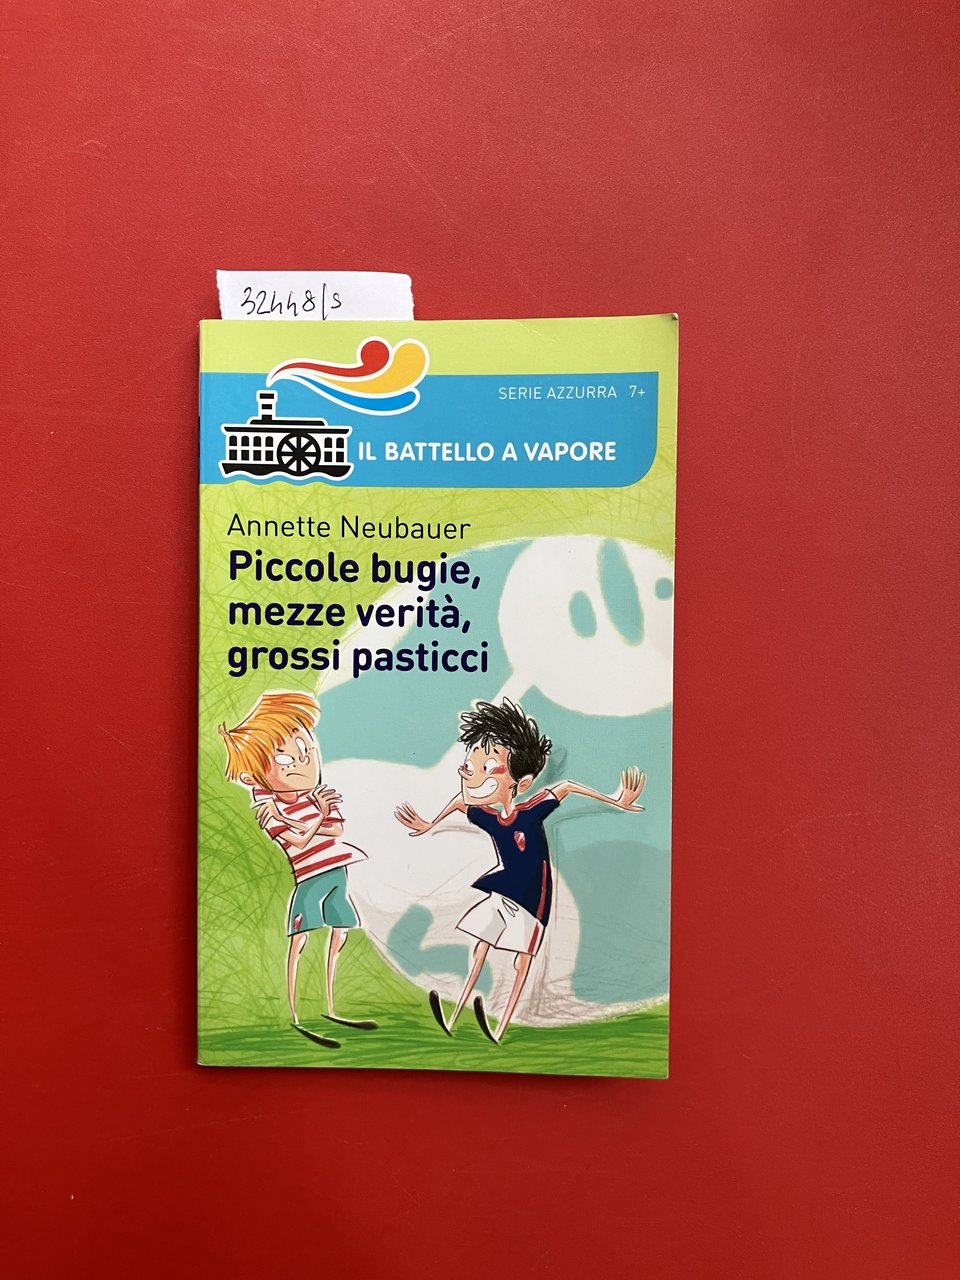 32448/s
SERIE AZZURRA 7+
IL BATTELLO A VAPORE
Annette Neubauer
Piccole bugie,
mezze verità,
grossi pasticci